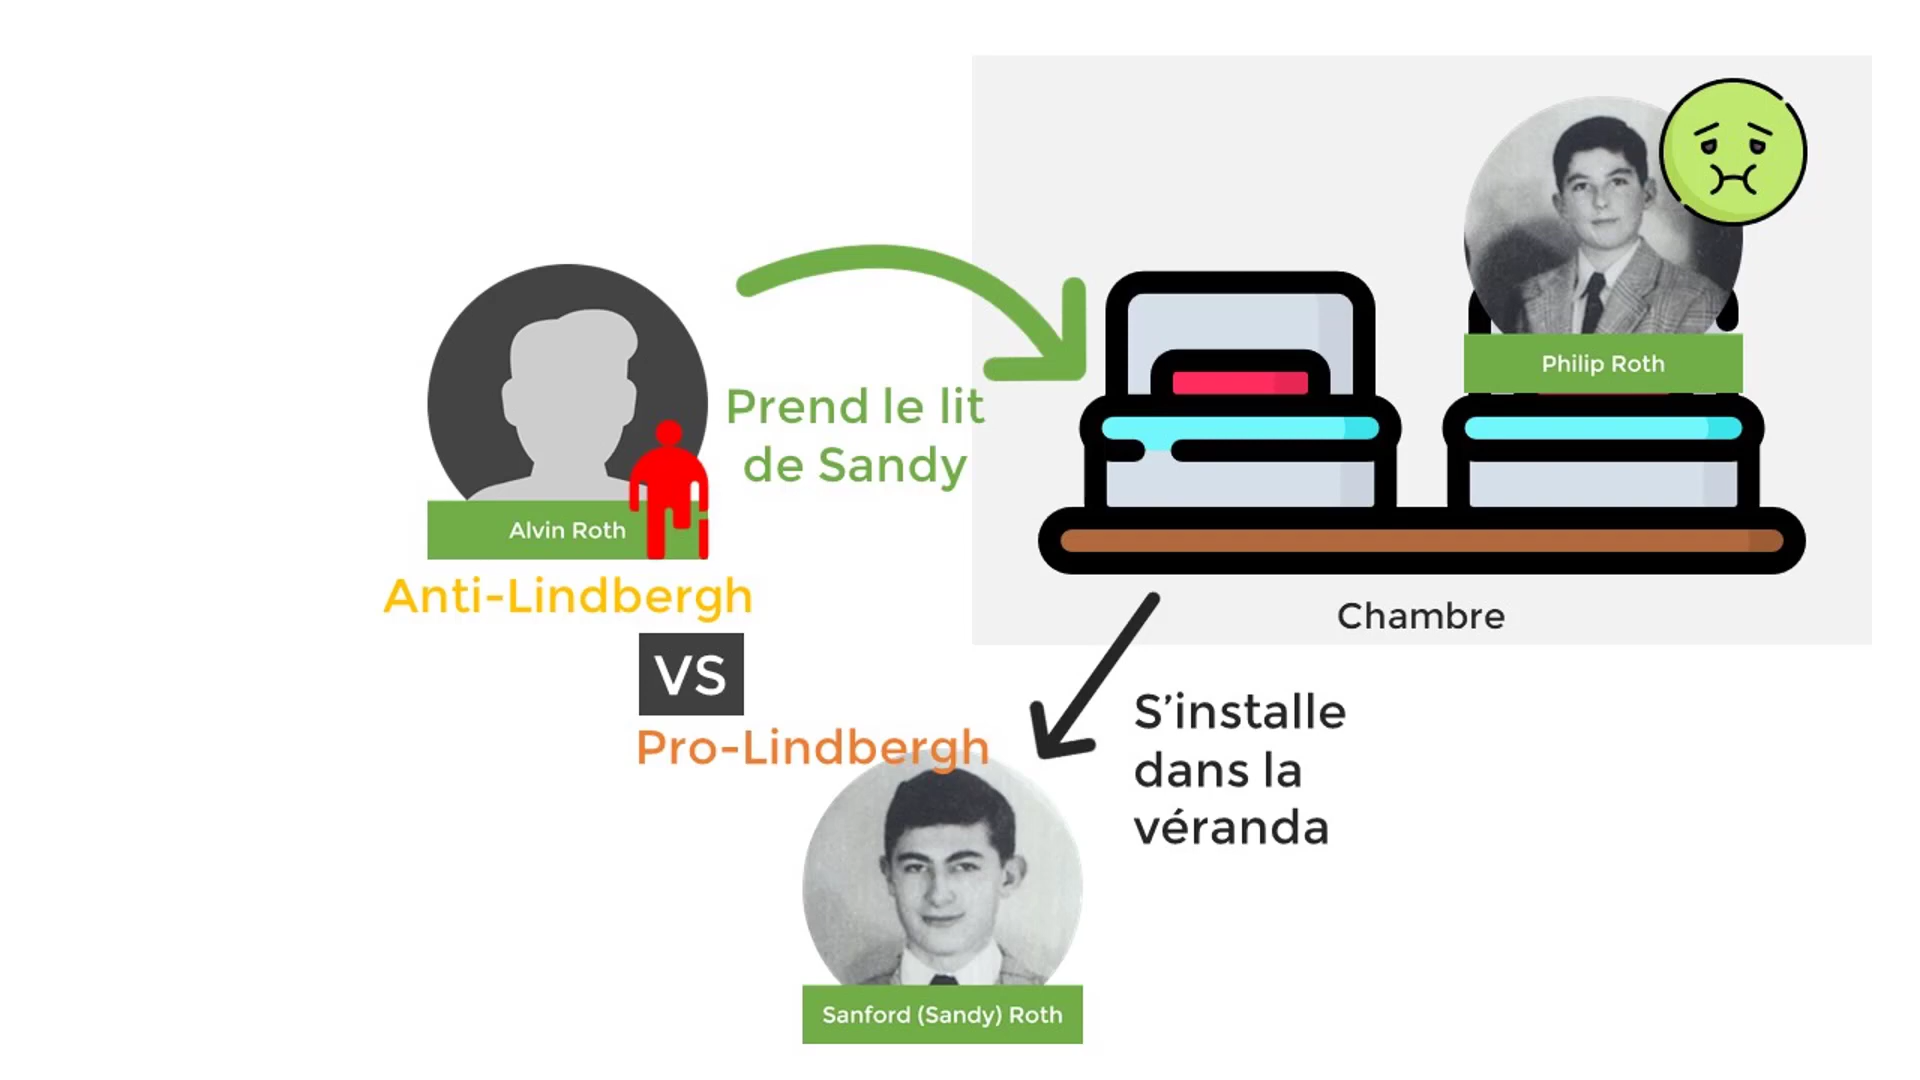 Philip Roth
Prend le lit
de Sandy
Alvin Roth
Anti-Lindbergh
Chambre
VS
Pro-Lindbergh
S'installe
dans la
véranda
Sanford (Sandy) Roth